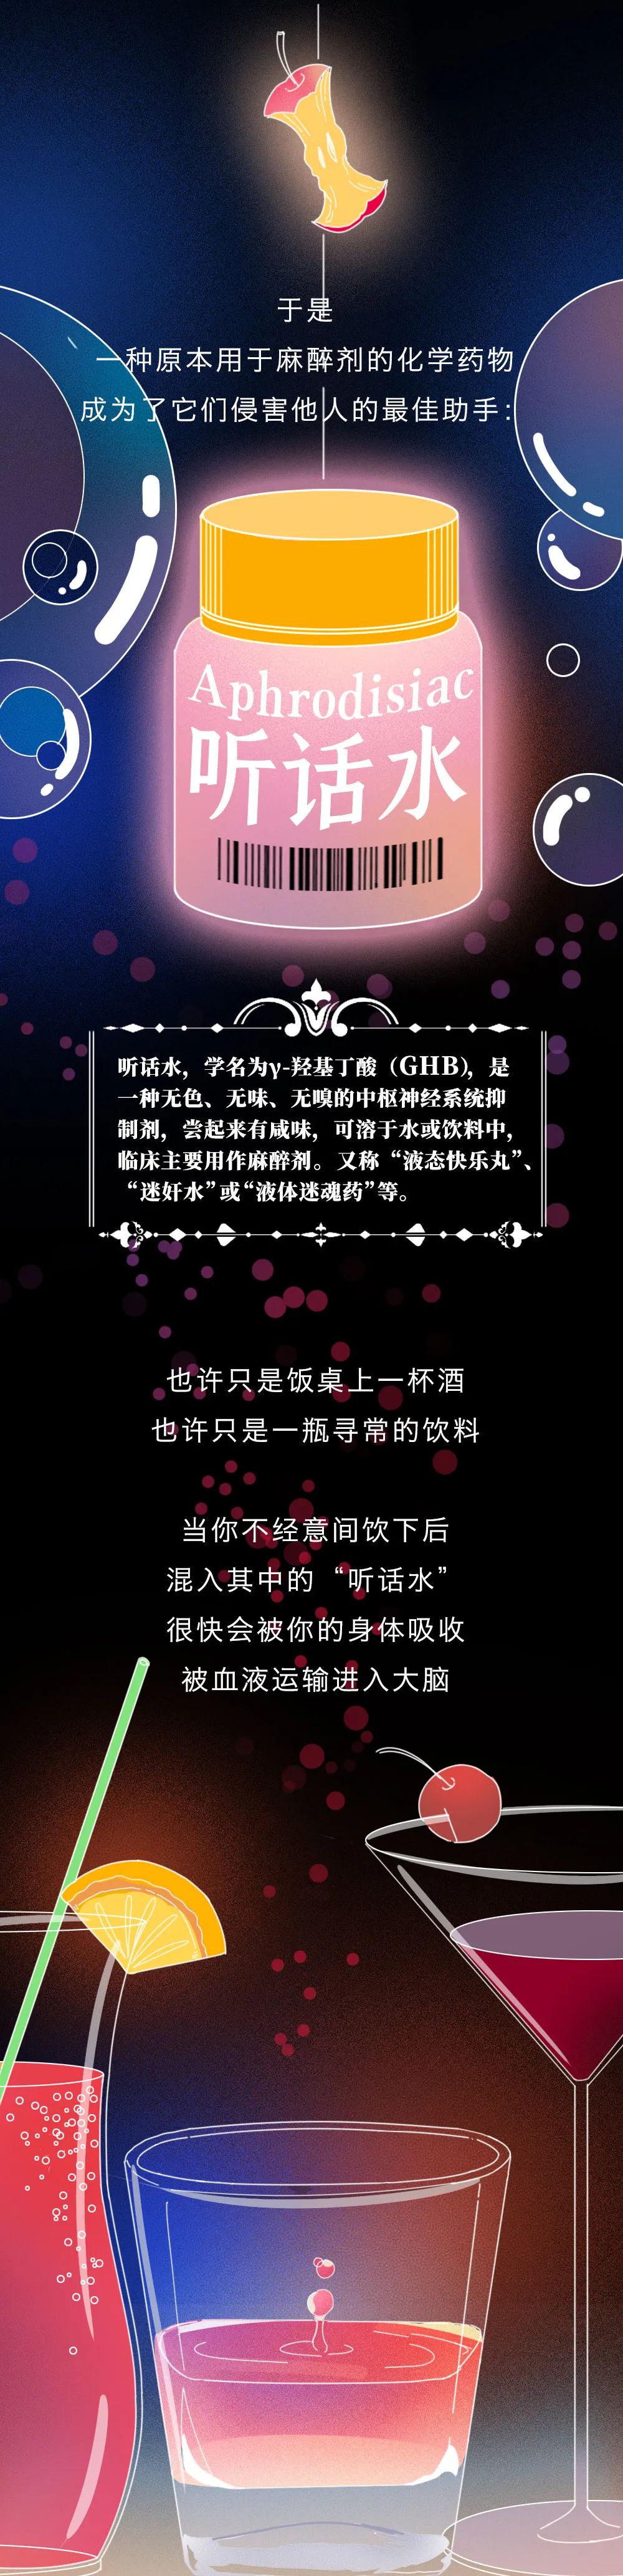 于是
一种原本用于麻醉剂的化学药物
成为了它们侵害他人的最佳助手：
Aphrodisiac
听话水
听话水，学名为γ-羟基丁酸（GHB），是
一种无色、无味、无嗅的中枢神经系统抑
制剂，尝起来有咸味，可溶于水或饮料中，
临床主要用作麻醉剂。又称“液态快乐丸”、
“迷奸水”或“液体迷魂药”等。
也许只是饭桌上一杯酒
也许只是一瓶寻常的饮料
当你不经意间饮下后
混入其中的“听话水”
很快会被你的身体吸收
被血液运输进入大脑